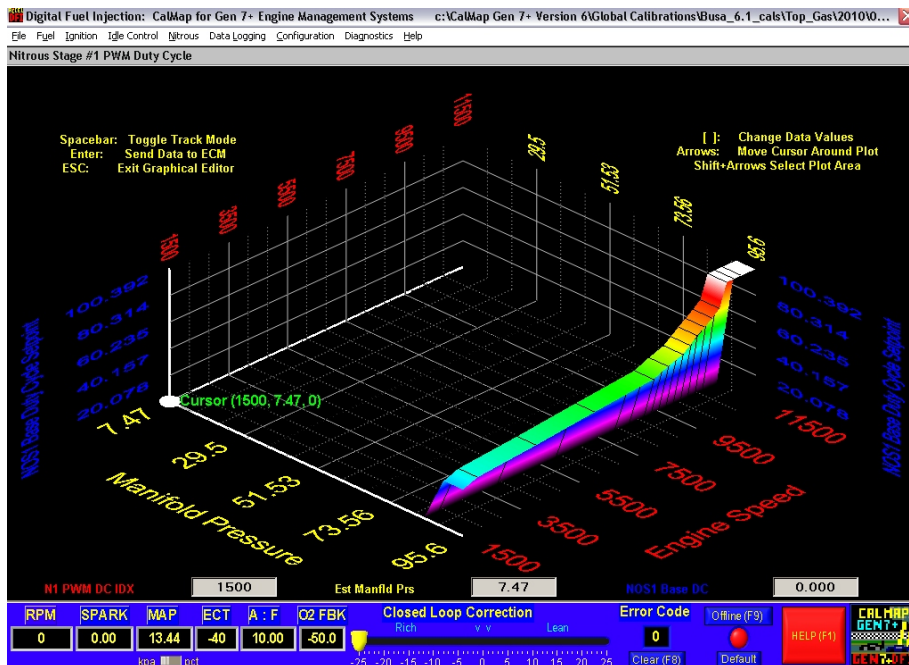 Digital Fuel Injection: CalMap for Gen 7+ Engine Management Systems c:\CalMap Gen 7+ Version 6\Global Calibrations\Busa_6.1_cals\Top_Gas\2010\0...
File Fuel Ignition Idle Control Nitrous Data Logging Configuration Diagnostics Help
Nitrous Stage #1 PWM Duty Cycle
Spacebar: Toggle Track Mode
Enter: Send Data to ECM
ESC: Exit Graphical Editor
[ ]: Change Data Values
Arrows: Move Cursor Around Plot
Shift+Arrows Select Plot Area
1500 3500 5500 7500 9500 11500
29.5 51.53 73.56 95.6
100.392
80.314
60.235
40.157
20.078
NOS1 Base Duty Cycle Setpoint
100.392
80.314
60.235
40.157
20.078
NOS1 Base Duty Cycle Setpoint
Cursor (1500, 7.47, 0)
7.47 29.5 51.53 73.56 95.6
Manifold Pressure
1500 3500 5500 7500 9500 11500
Engine Speed
N1 PWM DC IDX 1500 Est Manfld Prs 7.47 NOS1 Base DC 0.000
RPM SPARK MAP ECT A : F O2 FBK Closed Loop Correction Error Code Offline (F9)
Rich v v Lean
0 0.00 13.44 -40 10.00 -50.0 0 HELP (F1)
CALMAP
GEN7+
kpa pct -25 -20 -15 -10 -5 0 5 10 15 20 25 Clear (F8) Default